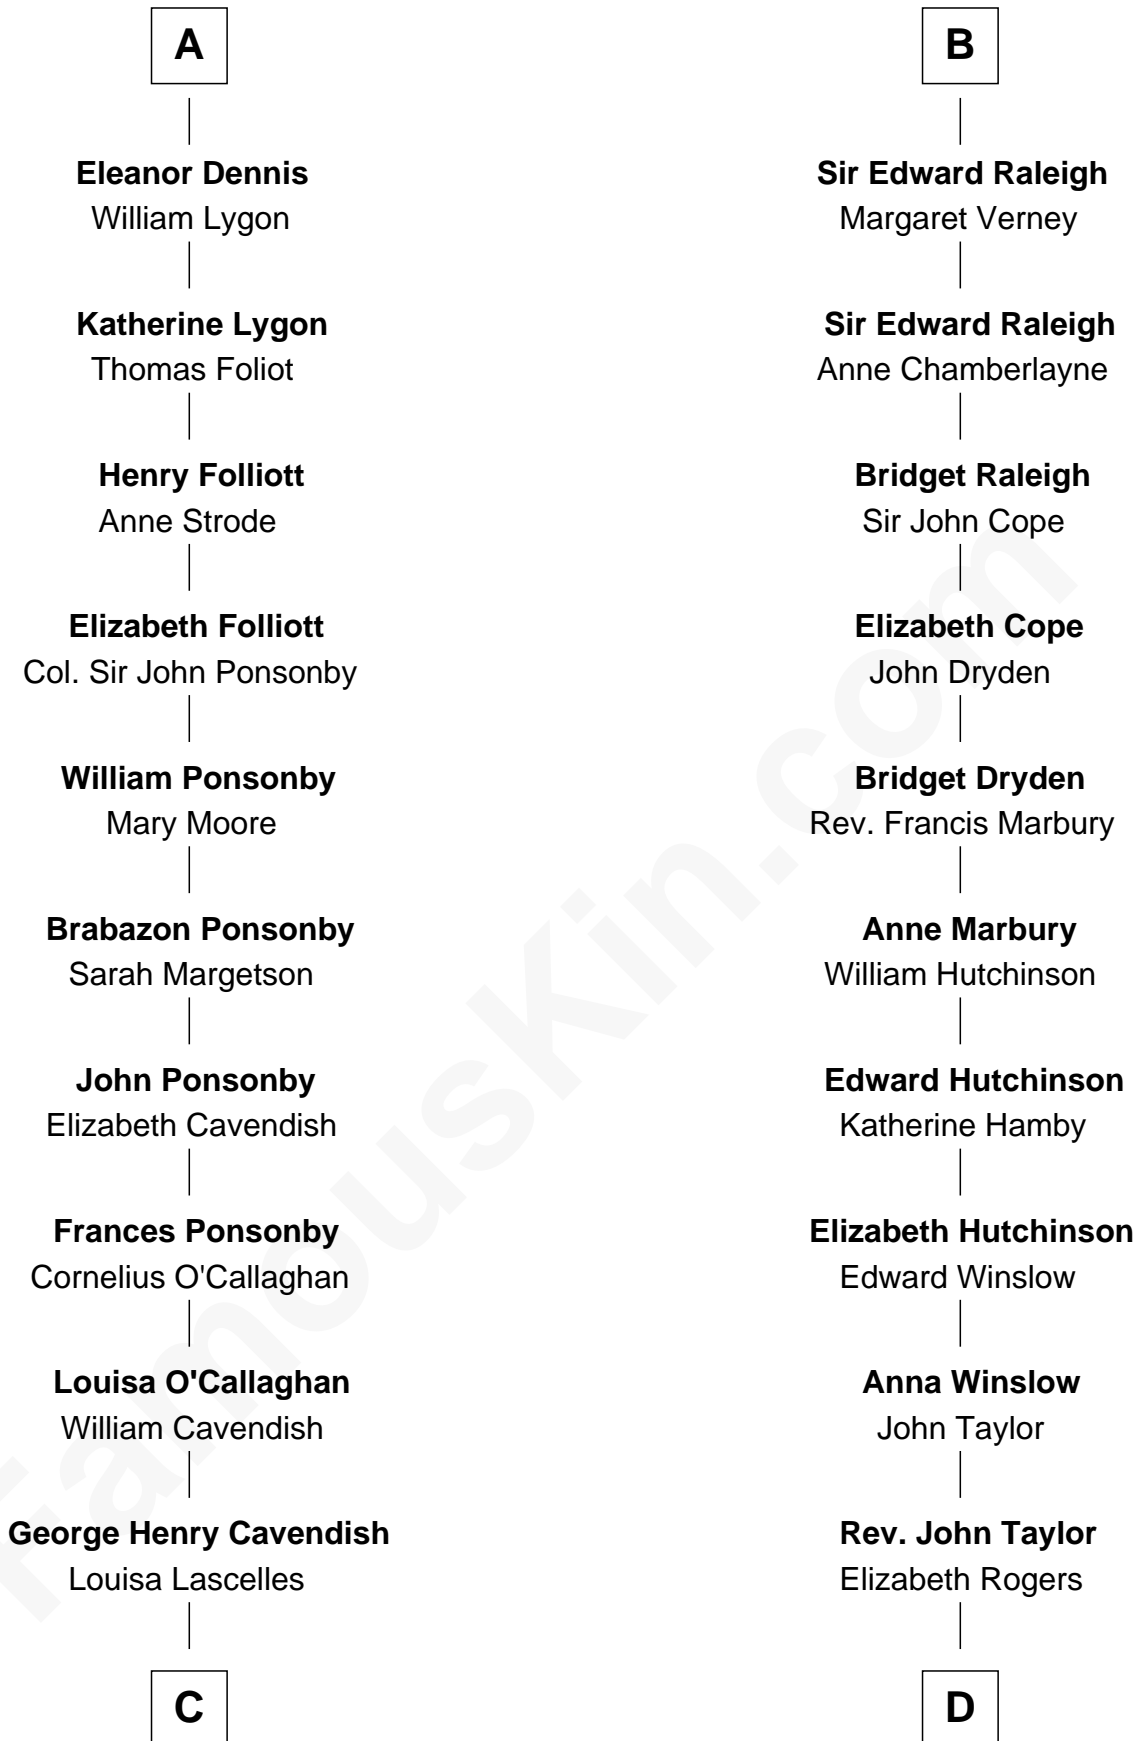 A
Eleanor Dennis
William Lygon
Katherine Lygon
Thomas Foliot
Henry Folliott
Anne Strode
Elizabeth Folliott
Col. Sir John Ponsonby
William Ponsonby
Mary Moore
Brabazon Ponsonby
Sarah Margetson
John Ponsonby
Elizabeth Cavendish
Frances Ponsonby
Cornelius O'Callaghan
Louisa O'Callaghan
William Cavendish
George Henry Cavendish
Louisa Lascelles
C
B
Sir Edward Raleigh
Margaret Verney
Sir Edward Raleigh
Anne Chamberlayne
Bridget Raleigh
Sir John Cope
Elizabeth Cope
John Dryden
Bridget Dryden
Rev. Francis Marbury
Anne Marbury
William Hutchinson
Edward Hutchinson
Katherine Hamby
Elizabeth Hutchinson
Edward Winslow
Anna Winslow
John Taylor
Rev. John Taylor
Elizabeth Rogers
D
FamousKin.com